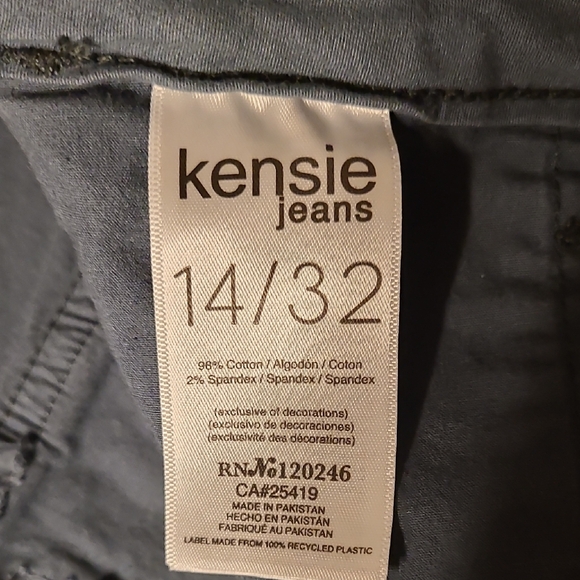 kensie
jeans
14/32
98% Cotton / Algodón / Coton
2% Spandex / Spandex / Spandex
(exclusive of decorations)
(exclusivo de decoraciones)
(exclusivité des décorations)
RN№120246
CA#25419
MADE IN PAKISTAN
HECHO EN PAKISTÁN
FABRIQUÉ AU PAKISTAN
LABEL MADE FROM 100% RECYCLED PLASTIC